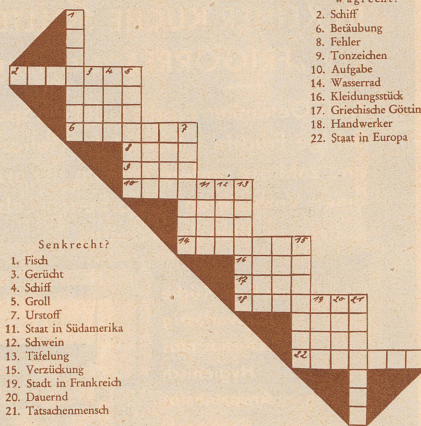 Wagrecht?
2. Schiff
6. Betäubung
8. Fehler
9. Tonzeichen
10. Aufgabe
14. Wasserrad
16. Kleidungsstück
17. Griechische Göttin
18. Handwerker
22. Staat in Europa
1
2 3 4 5
6 7
8
9
10 11 12 13
14 15
16
17
18 19 20 21
22
Senkrecht?
1. Fisch
3. Gerücht
4. Schiff
5. Groll
7. Urstoff
11. Staat in Südamerika
12. Schwein
13. Täfelung
15. Verzückung
19. Stadt in Frankreich
20. Dauernd
21. Tatsachenmensch